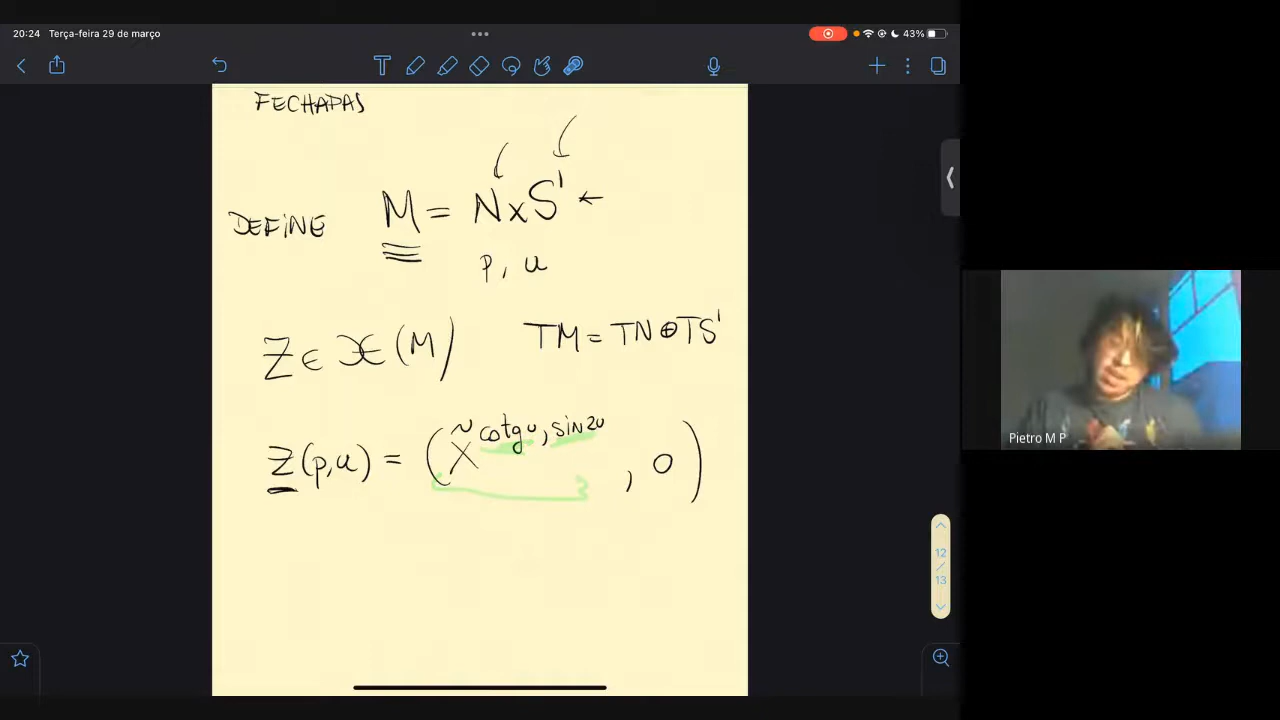 20:24 Terça-feira 29 de março
43%
FECHADAS
DEFINE M = N x S¹ ←
p, u
Z ∈ 𝔛(M) TM = TN ⊕ TS¹
Z(p,u) = (X̃^{cotg u, sin 2u}, 0)
12
/
13
Pietro M P